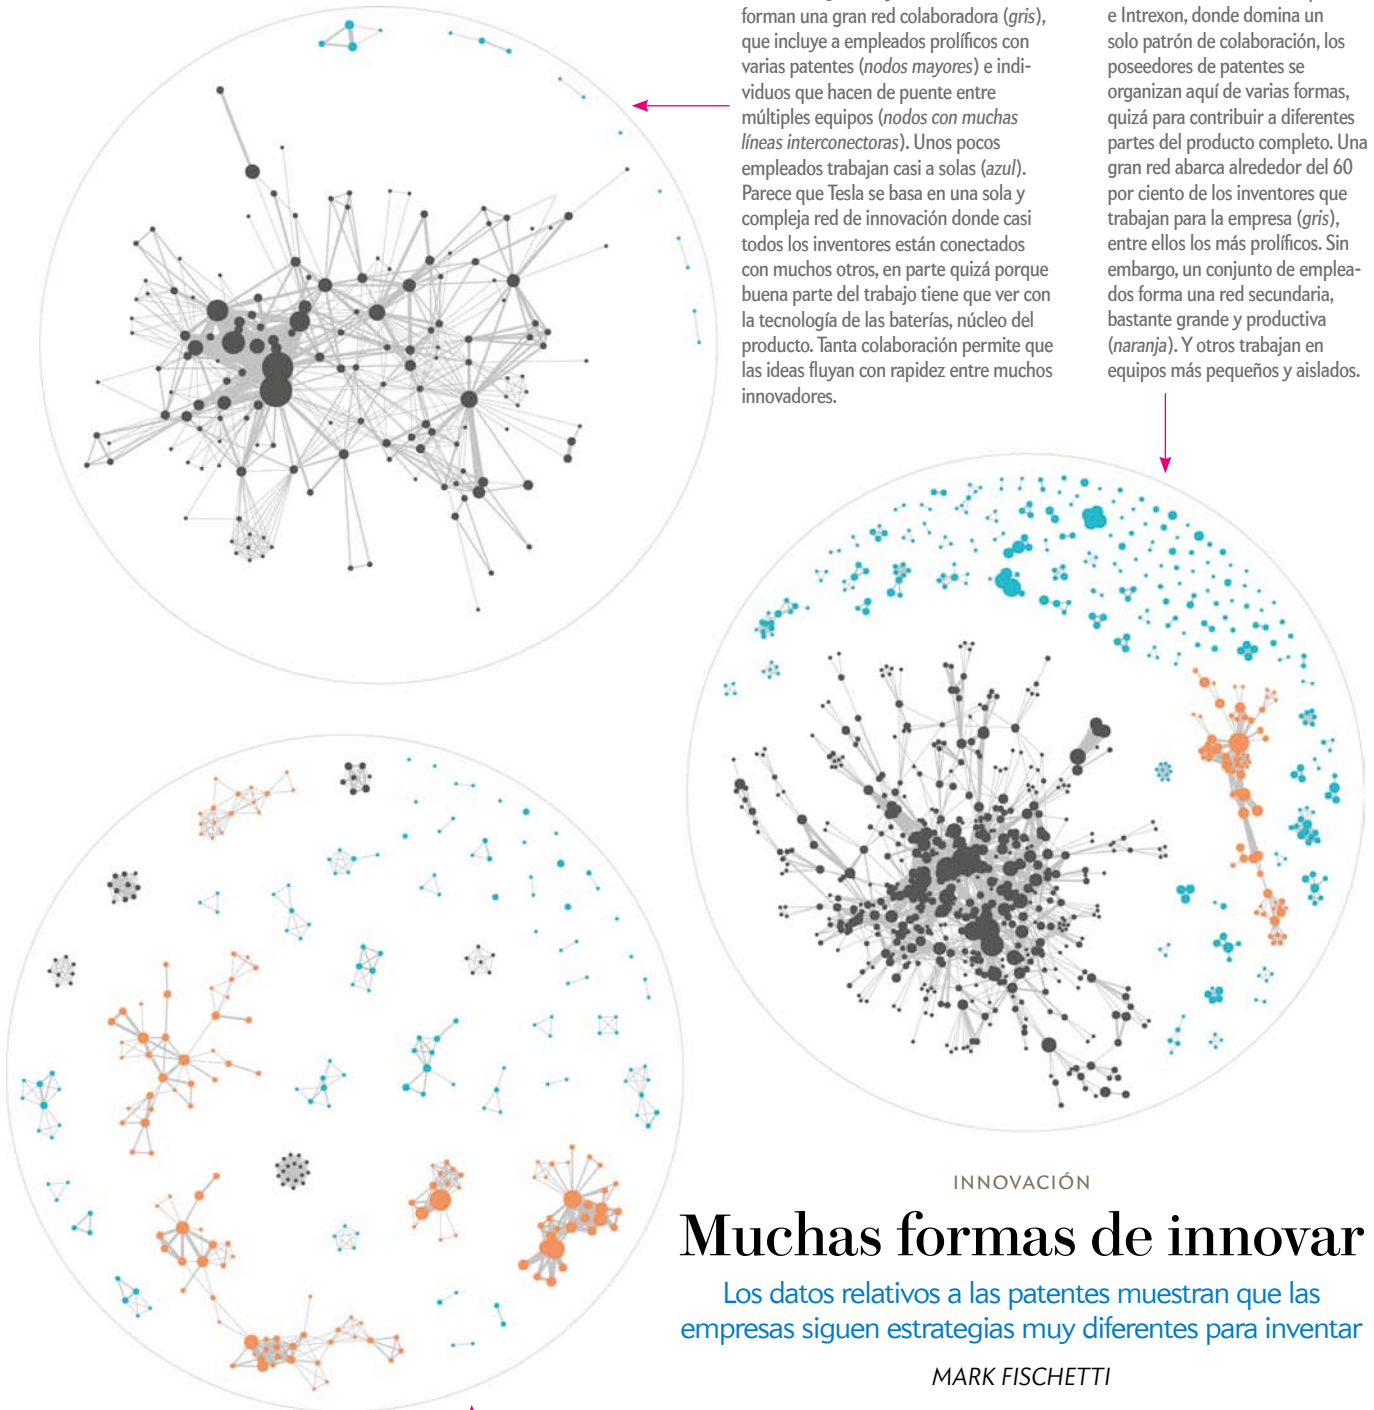 forman una gran red colaboradora (gris),
que incluye a empleados prolíficos con
varias patentes (nodos mayores) e indi-
viduos que hacen de puente entre
múltiples equipos (nodos con muchas
líneas interconectoras). Unos pocos
empleados trabajan casi a solas (azul).
Parece que Tesla se basa en una sola y
compleja red de innovación donde casi
todos los inventores están conectados
con muchos otros, en parte quizá porque
buena parte del trabajo tiene que ver con
la tecnología de las baterías, núcleo del
producto. Tanta colaboración permite que
las ideas fluyan con rapidez entre muchos
innovadores.
e Intrexon, donde domina un
solo patrón de colaboración, los
poseedores de patentes se
organizan aquí de varias formas,
quizá para contribuir a diferentes
partes del producto completo. Una
gran red abarca alrededor del 60
por ciento de los inventores que
trabajan para la empresa (gris),
entre ellos los más prolíficos. Sin
embargo, un conjunto de emplea-
dos forma una red secundaria,
bastante grande y productiva
(naranja). Y otros trabajan en
equipos más pequeños y aislados.
INNOVACIÓN
Muchas formas de innovar
Los datos relativos a las patentes muestran que las
empresas siguen estrategias muy diferentes para inventar
MARK FISCHETTI